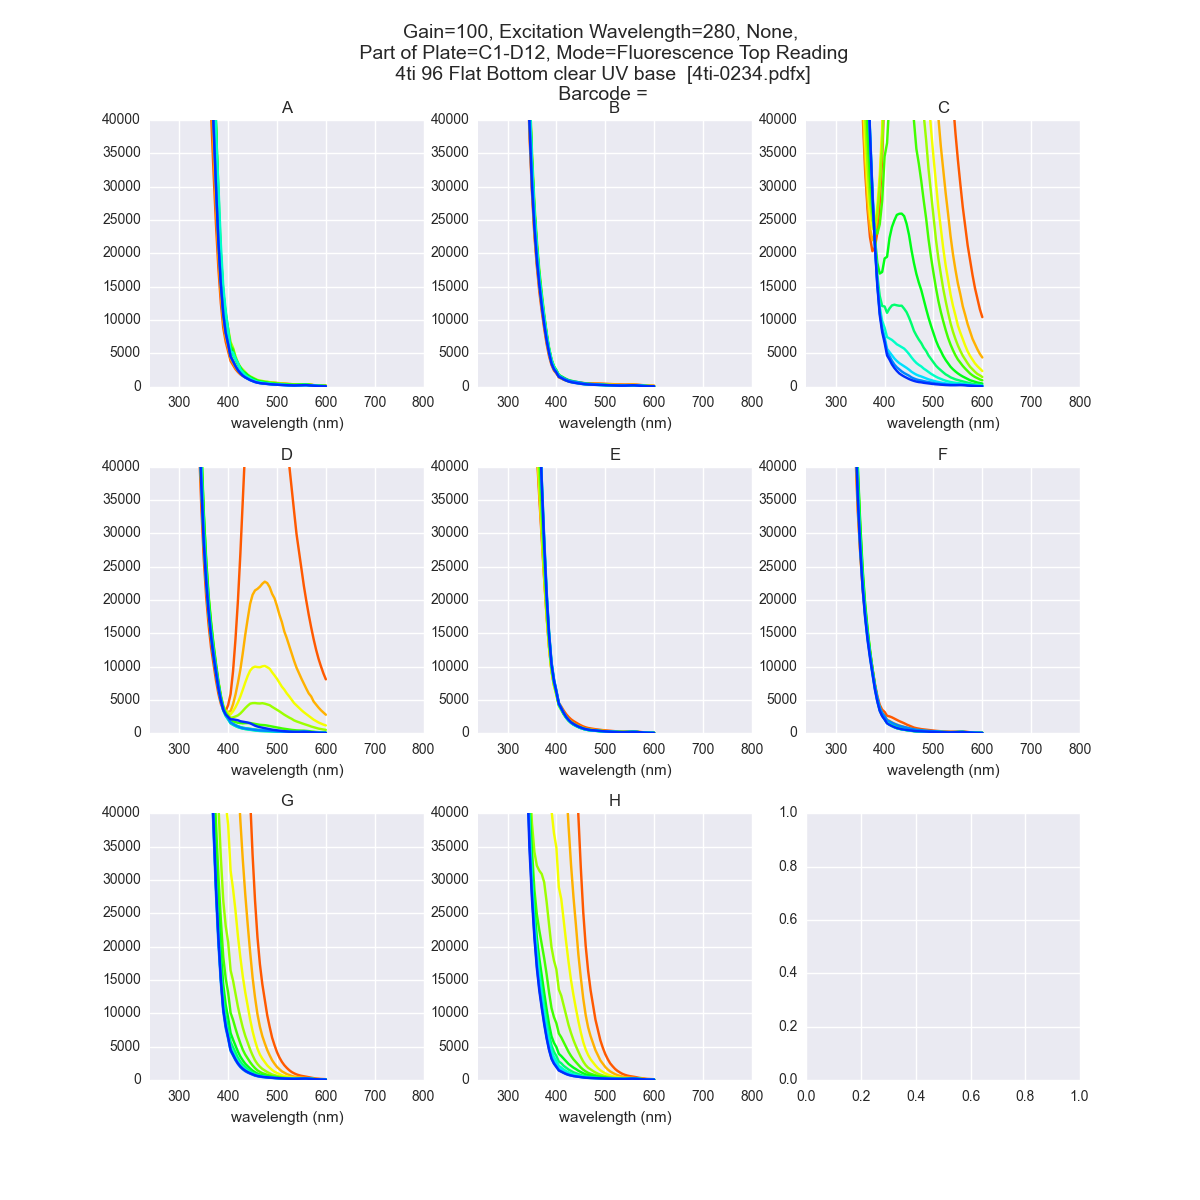 Gain=100, Excitation Wavelength=280, None,
Part of Plate=C1-D12, Mode=Fluorescence Top Reading
4ti 96 Flat Bottom clear UV base  [4ti-0234.pdfx]
Barcode =
A B C
40000 40000 40000
35000 35000 35000
30000 30000 30000
25000 25000 25000
20000 20000 20000
15000 15000 15000
10000 10000 10000
5000 5000 5000
0 0 0
300 400 500 600 700 800 300 400 500 600 700 800 300 400 500 600 700 800
wavelength (nm) wavelength (nm) wavelength (nm)
D E F
40000 40000 40000
35000 35000 35000
30000 30000 30000
25000 25000 25000
20000 20000 20000
15000 15000 15000
10000 10000 10000
5000 5000 5000
0 0 0
300 400 500 600 700 800 300 400 500 600 700 800 300 400 500 600 700 800
wavelength (nm) wavelength (nm) wavelength (nm)
G H
40000 40000 1.0
35000 35000
30000 30000 0.8
25000 25000
20000 20000 0.6
15000 15000 0.4
10000 10000
5000 5000 0.2
0 0 0.0
300 400 500 600 700 800 300 400 500 600 700 800 0.0 0.2 0.4 0.6 0.8 1.0
wavelength (nm) wavelength (nm)